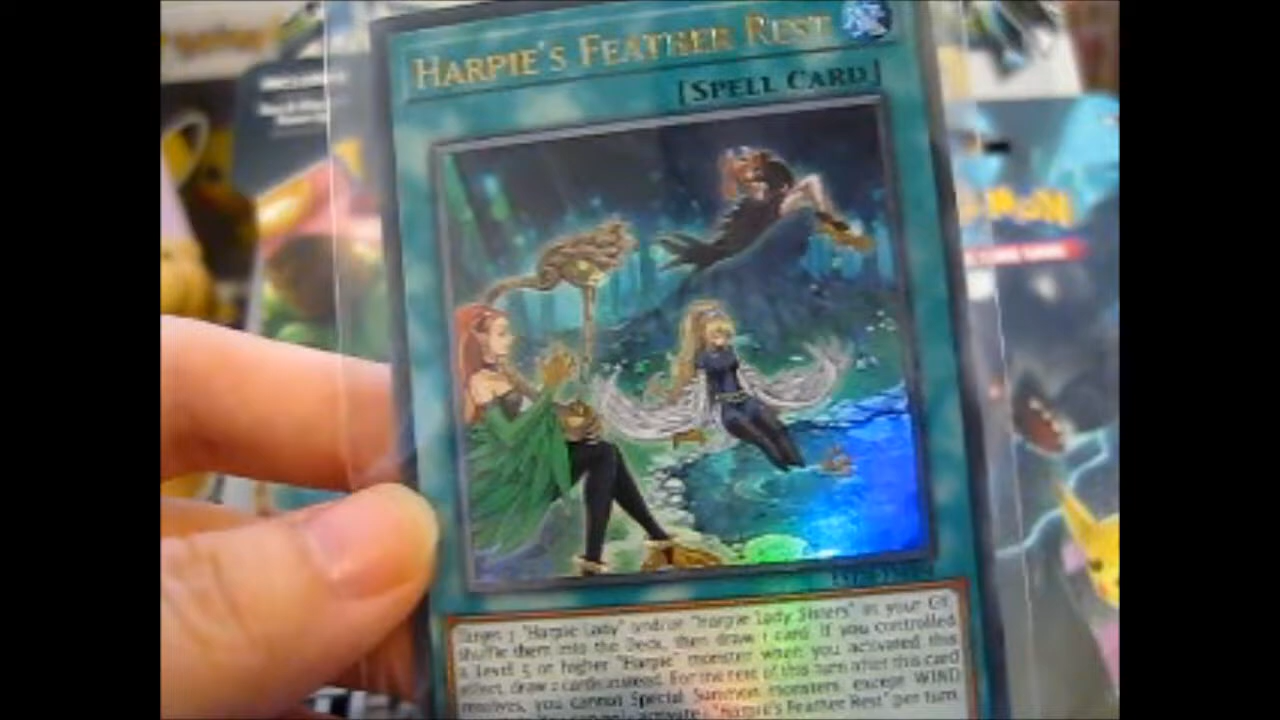 HARPIE'S FEATHER REST
[SPELL CARD]
Target 3 "Harpie Lady" and/or "Harpie Lady Sisters" in your GY,
shuffle them into the Deck, then draw 1 card. If you controlled
a Level 5 or higher "Harpie" monster when you activated this
effect, draw 2 cards instead. For the rest of this turn after this card
resolves, you cannot Special Summon monsters, except WIND
activate "Harpie's Feather Rest" per turn.
MON